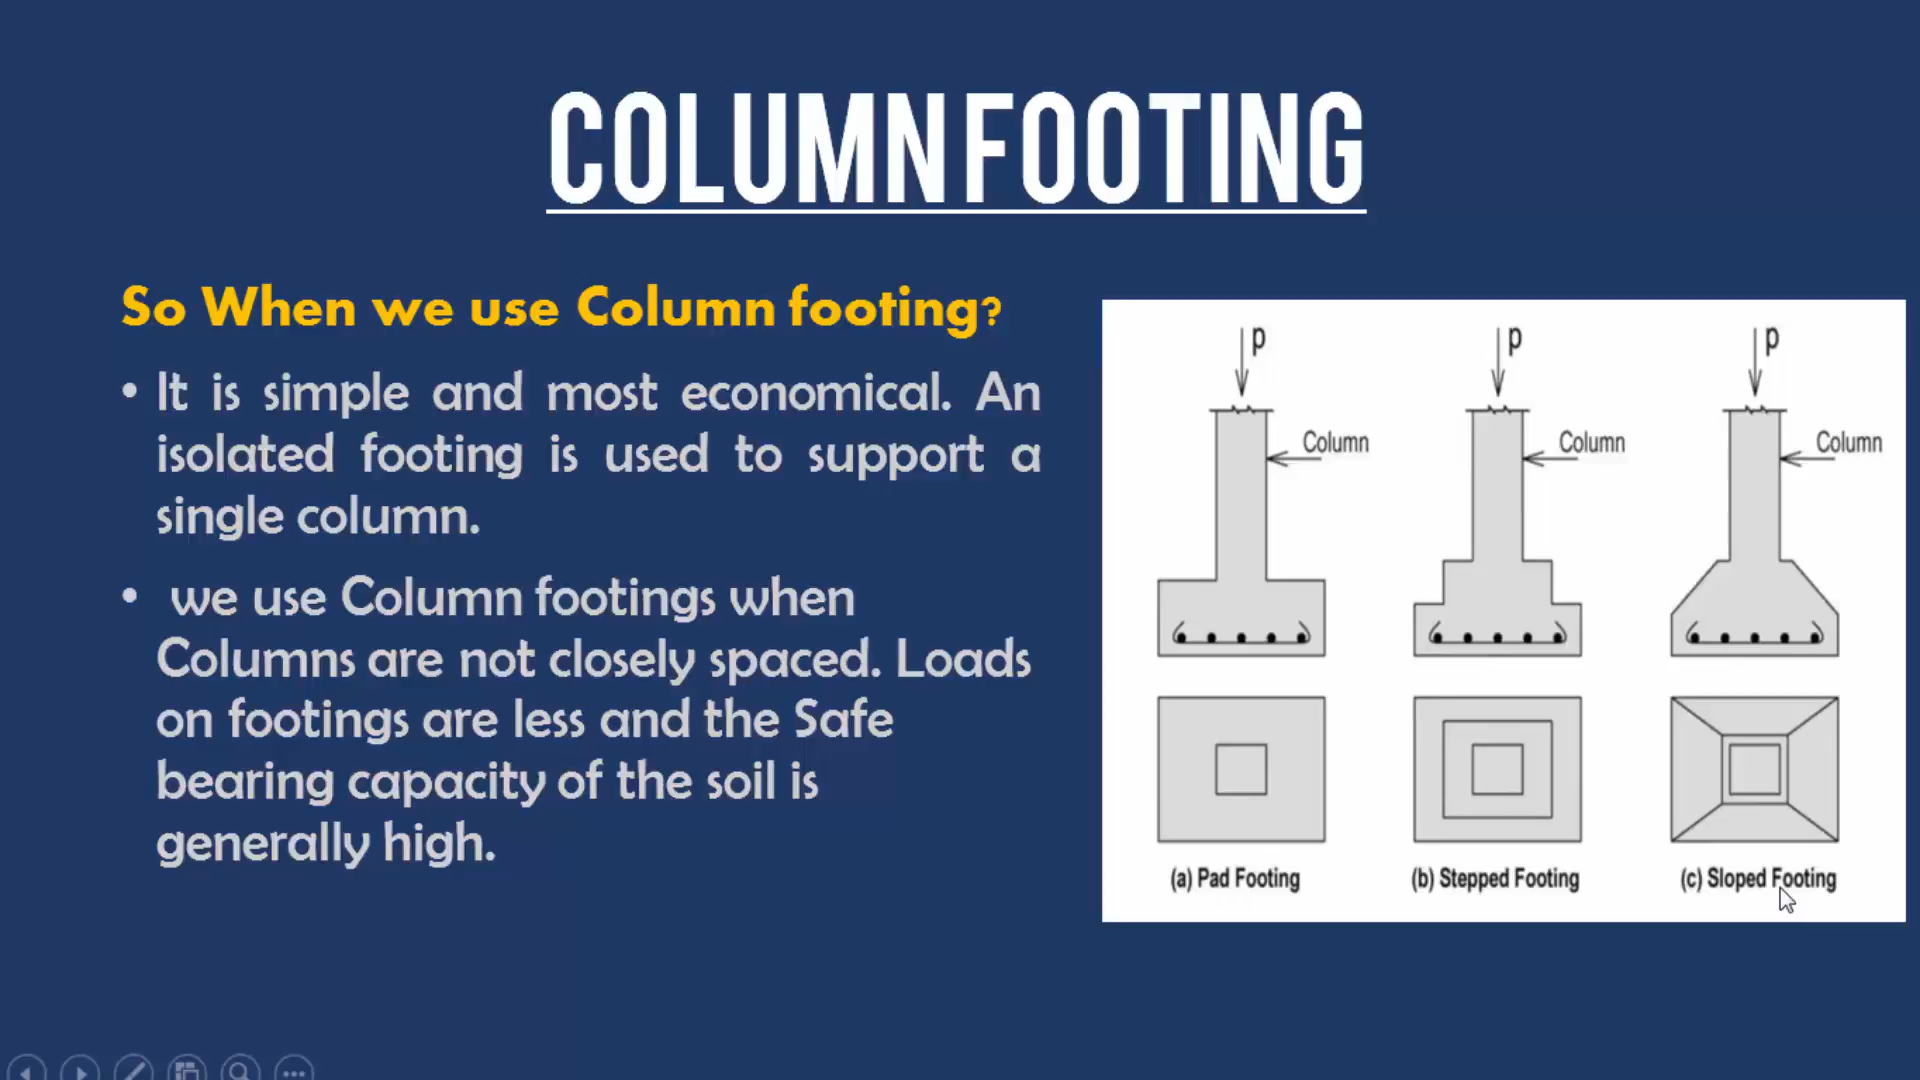 COLUMN FOOTING
So When we use Column footing?
• It is simple and most economical. An
isolated footing is used to support a
single column.
• we use Column footings when
Columns are not closely spaced. Loads
on footings are less and the Safe
bearing capacity of the soil is
generally high.
p
p
p
Column
Column
Column
(a) Pad Footing
(b) Stepped Footing
(c) Sloped Footing